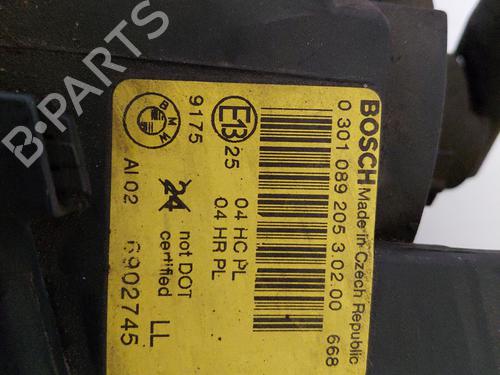 BOSCH Made in Czech Republic
0 301 089 205 3.02.00 668
E13 25 04 HC PL
04 HR PL
BMW
9175 24 not DOT
certified LL
AI 02 6902745
B-PARTS